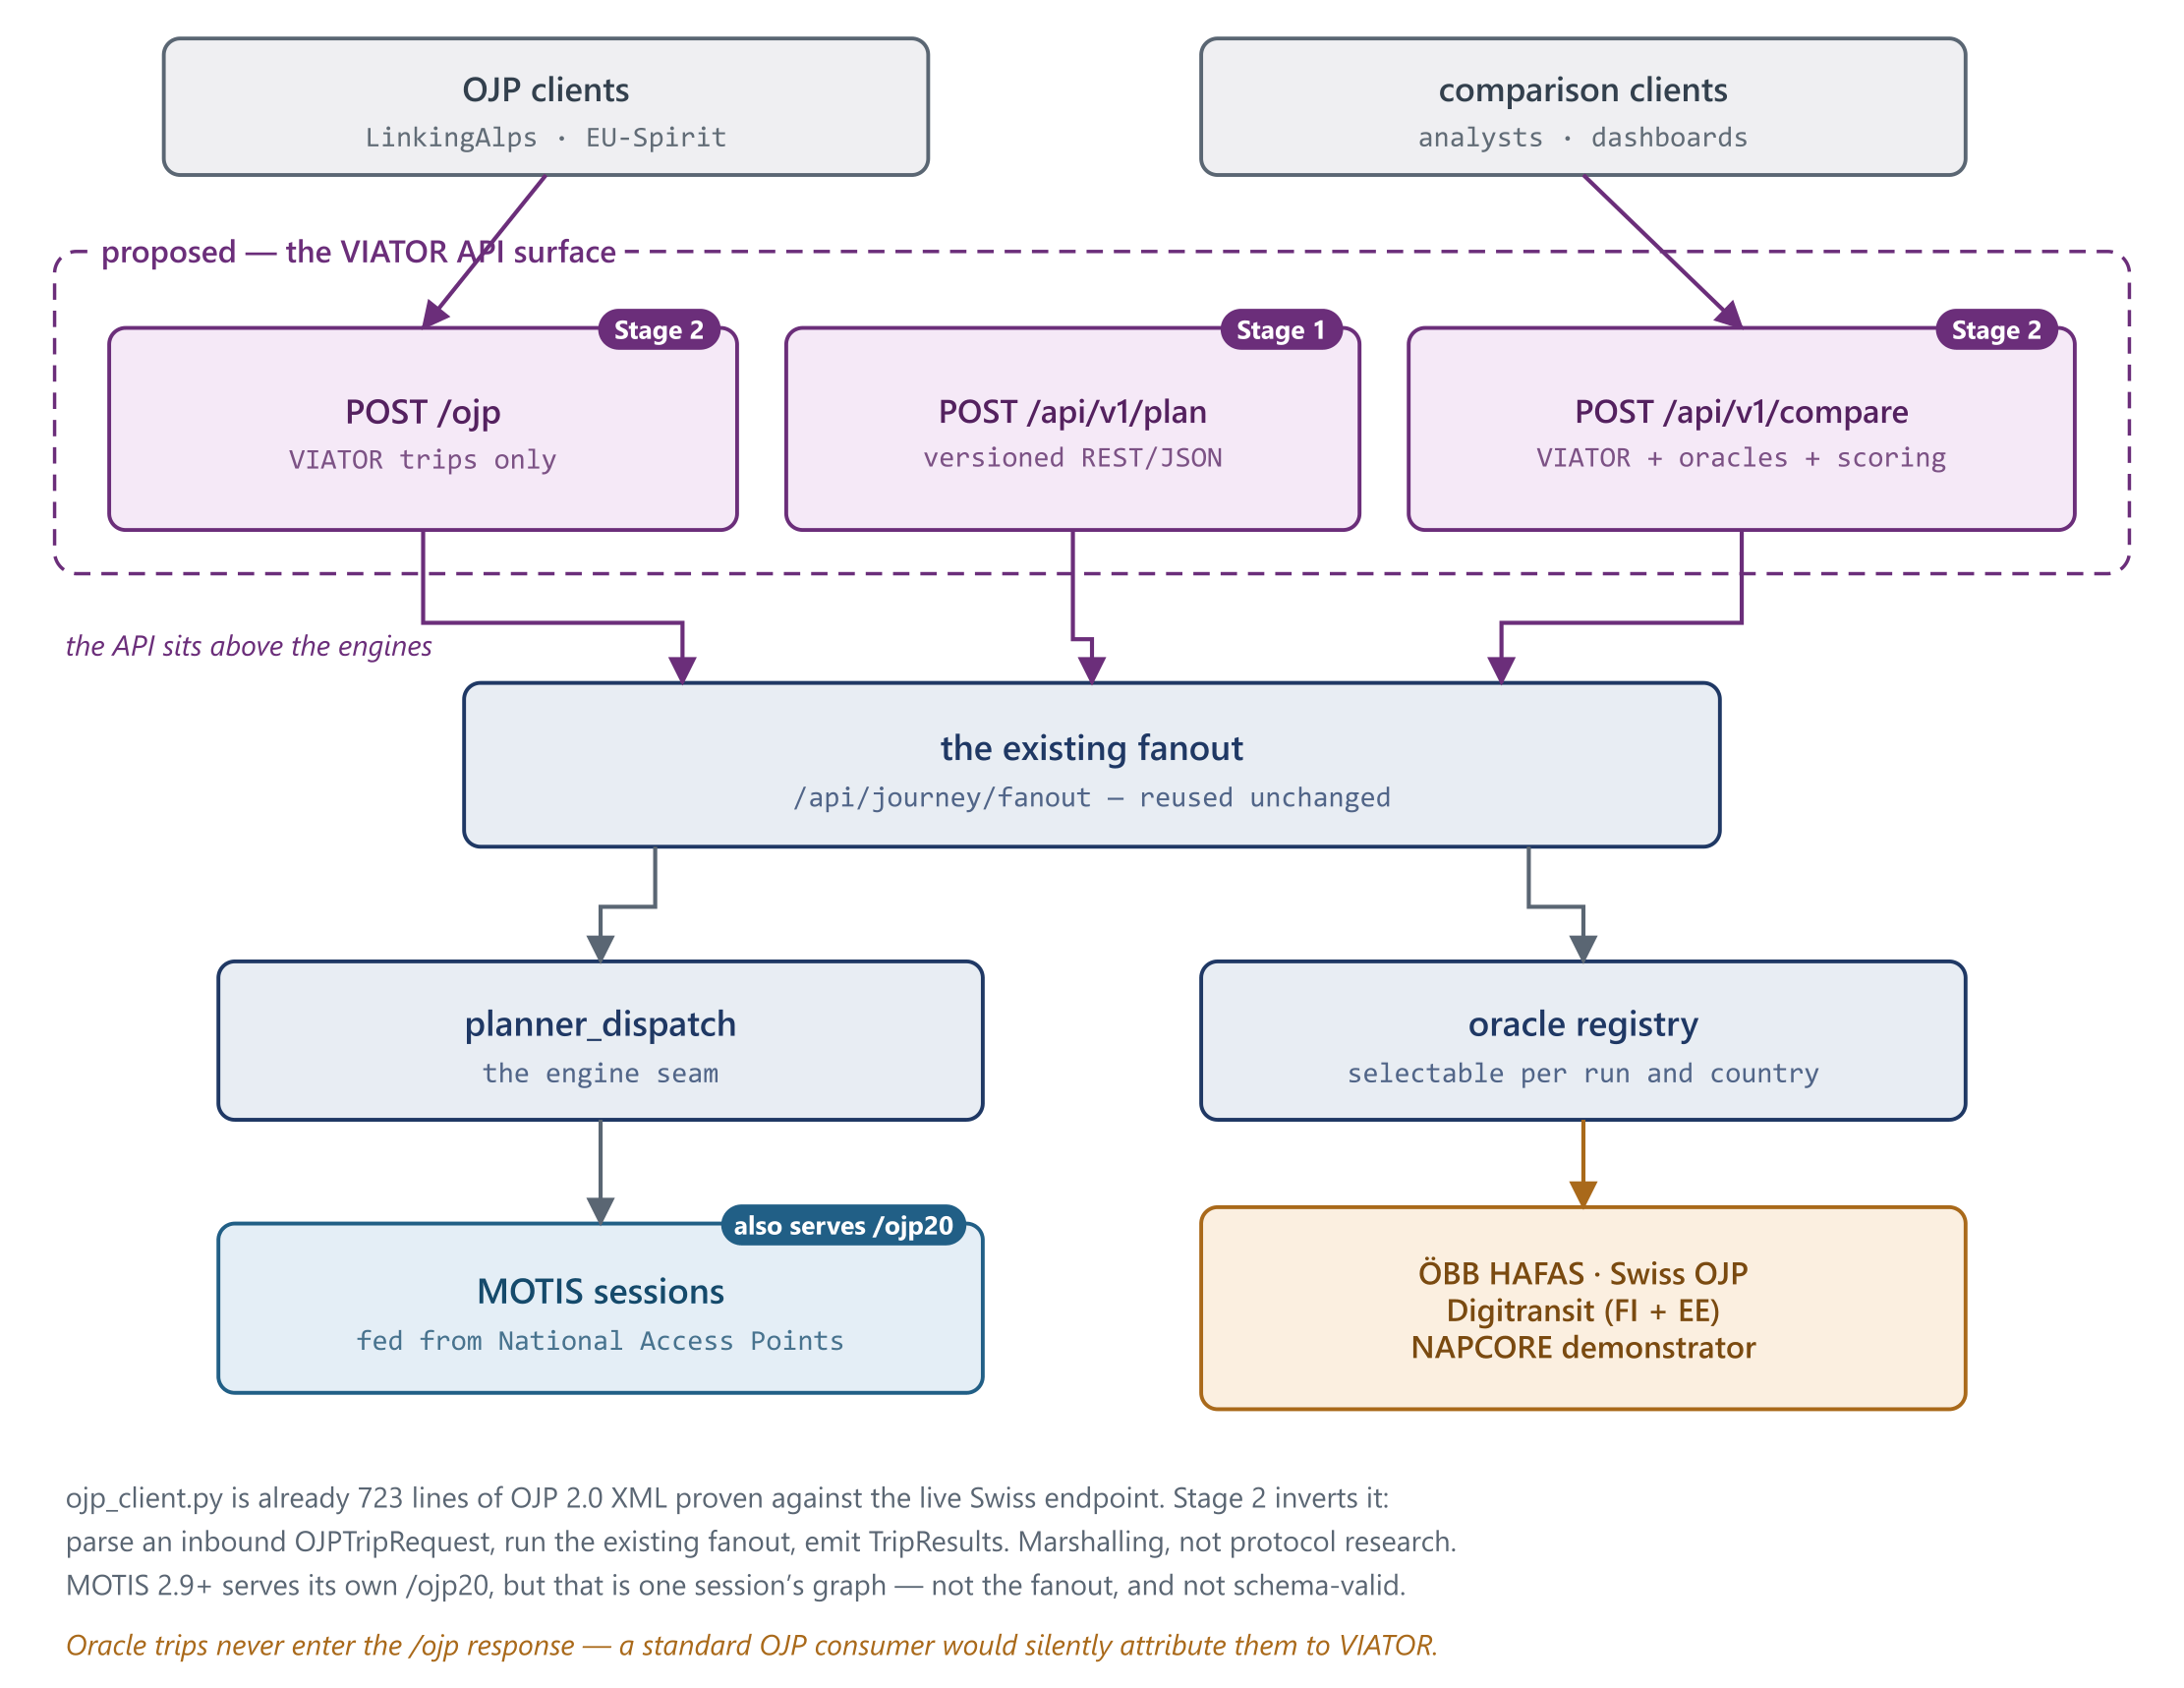 OJP clients
LinkingAlps · EU-Spirit
comparison clients
analysts · dashboards
proposed — the VIATOR API surface
Stage 2
POST /ojp
VIATOR trips only
Stage 1
POST /api/v1/plan
versioned REST/JSON
Stage 2
POST /api/v1/compare
VIATOR + oracles + scoring
the API sits above the engines
the existing fanout
/api/journey/fanout — reused unchanged
planner_dispatch
the engine seam
oracle registry
selectable per run and country
also serves /ojp20
MOTIS sessions
fed from National Access Points
ÖBB HAFAS · Swiss OJP
Digitransit (FI + EE)
NAPCORE demonstrator
ojp_client.py is already 723 lines of OJP 2.0 XML proven against the live Swiss endpoint. Stage 2 inverts it:
parse an inbound OJPTripRequest, run the existing fanout, emit TripResults. Marshalling, not protocol research.
MOTIS 2.9+ serves its own /ojp20, but that is one session’s graph — not the fanout, and not schema-valid.
Oracle trips never enter the /ojp response — a standard OJP consumer would silently attribute them to VIATOR.